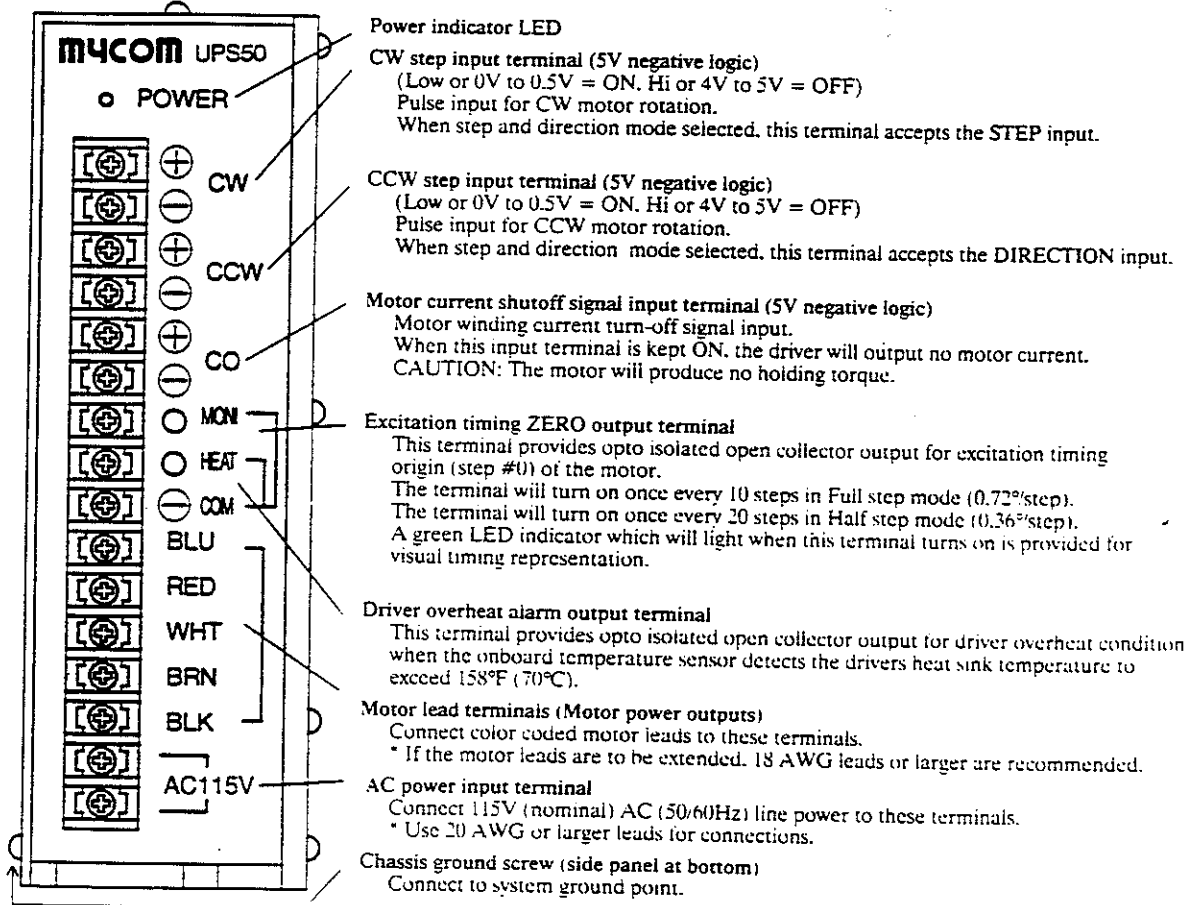 mycom UPS50
POWER
+
CW
−
+
CCW
−
+
CO
−
MONI
HEAT
− COM
BLU
RED
WHT
BRN
BLK
AC115V
Power indicator LED
CW step input terminal (5V negative logic)
(Low or 0V to 0.5V = ON. Hi or 4V to 5V = OFF)
Pulse input for CW motor rotation.
When step and direction mode selected, this terminal accepts the STEP input.
CCW step input terminal (5V negative logic)
(Low or 0V to 0.5V = ON. Hi or 4V to 5V = OFF)
Pulse input for CCW motor rotation.
When step and direction mode selected, this terminal accepts the DIRECTION input.
Motor current shutoff signal input terminal (5V negative logic)
Motor winding current turn-off signal input.
When this input terminal is kept ON, the driver will output no motor current.
CAUTION: The motor will produce no holding torque.
Excitation timing ZERO output terminal
This terminal provides opto isolated open collector output for excitation timing
origin (step #0) of the motor.
The terminal will turn on once every 10 steps in Full step mode (0.72°/step).
The terminal will turn on once every 20 steps in Half step mode (0.36°/step).
A green LED indicator which will light when this terminal turns on is provided for
visual timing representation.
Driver overheat alarm output terminal
This terminal provides opto isolated open collector output for driver overheat condition
when the onboard temperature sensor detects the drivers heat sink temperature to
exceed 158°F (70°C).
Motor lead terminals (Motor power outputs)
Connect color coded motor leads to these terminals.
* If the motor leads are to be extended, 18 AWG leads or larger are recommended.
AC power input terminal
Connect 115V (nominal) AC (50/60Hz) line power to these terminals.
* Use 20 AWG or larger leads for connections.
Chassis ground screw (side panel at bottom)
Connect to system ground point.